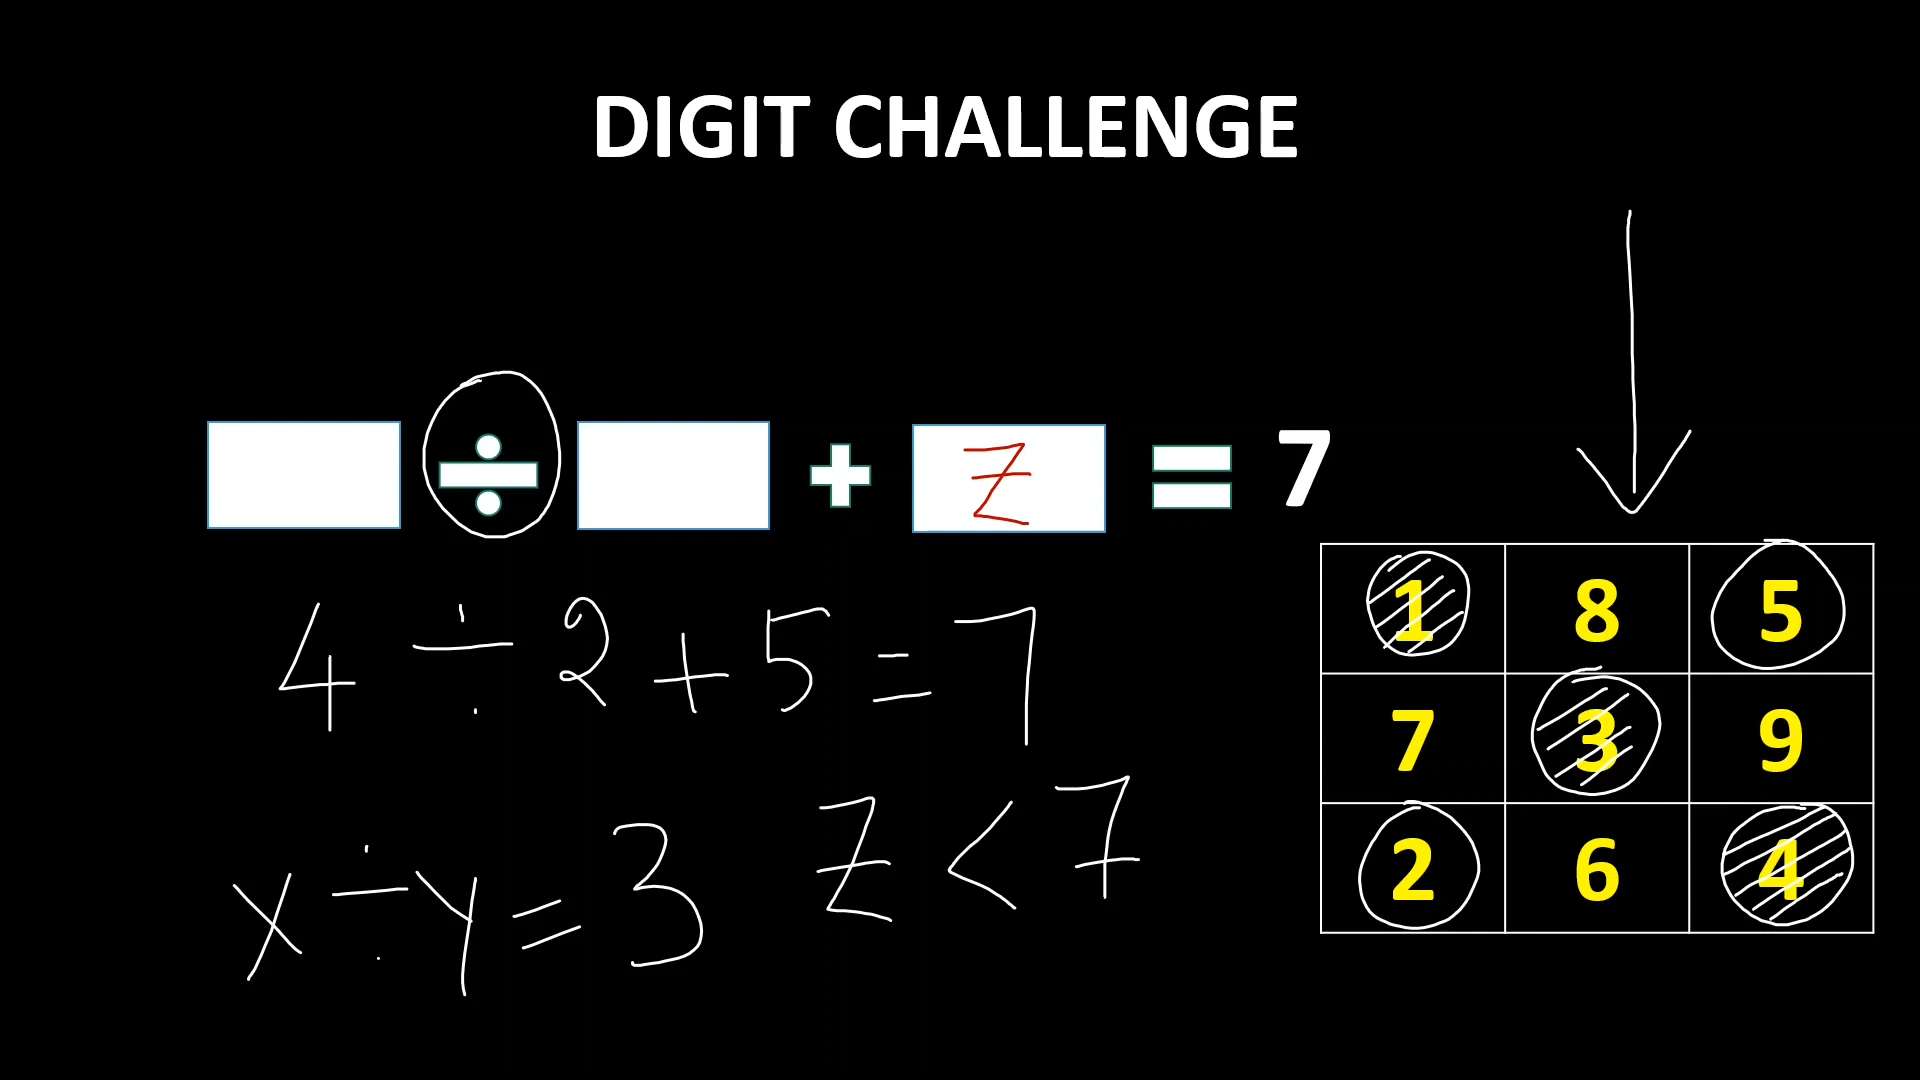 DIGIT CHALLENGE
÷ + Z = 7
4 ÷ 2 + 5 = 7
x ÷ y = 3 Z < 7
1 8 5
7 3 9
2 6 4